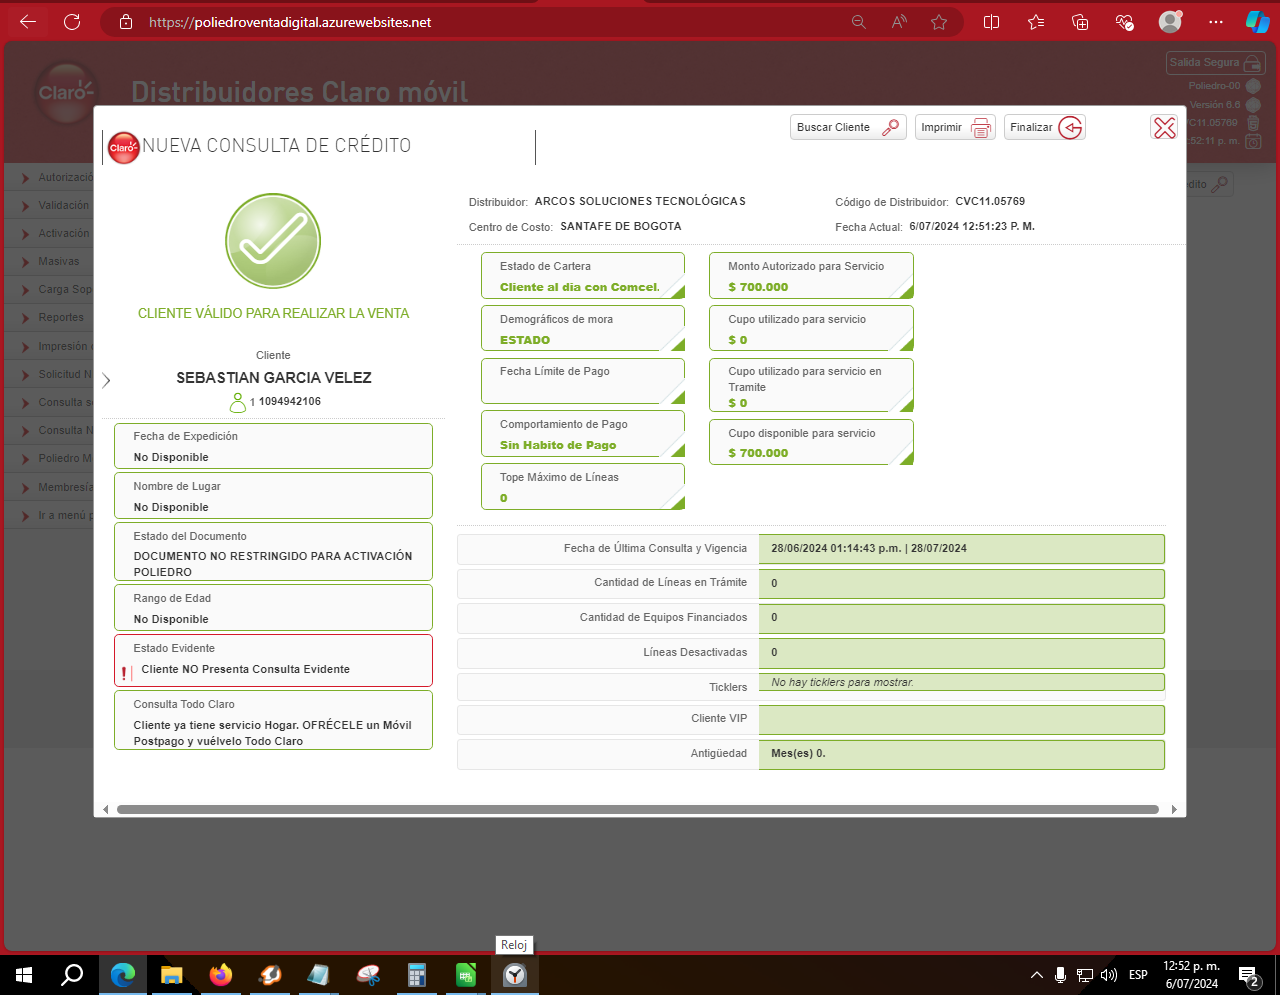 https://poliedroventadigital.azurewebsites.net
Claro
Distribuidores Claro móvil
Salida Segura
Poliedro-00
Versión 6.6
CVC11.05769
:52:11 p. m.
NUEVA CONSULTA DE CRÉDITO
Claro
Buscar Cliente
Imprimir
Finalizar
Autorizació
Validación
Activación
Masivas
Carga Sop
Reportes
Impresión
Solicitud N
Consulta s
Consulta N
Poliedro M
Membresía
Ir a menú p
dito
CLIENTE VÁLIDO PARA REALIZAR LA VENTA
Cliente
SEBASTIAN GARCIA VELEZ
1 1094942106
Fecha de Expedición
No Disponible
Nombre de Lugar
No Disponible
Estado del Documento
DOCUMENTO NO RESTRINGIDO PARA ACTIVACIÓN
POLIEDRO
Rango de Edad
No Disponible
Estado Evidente
! Cliente NO Presenta Consulta Evidente
Consulta Todo Claro
Cliente ya tiene servicio Hogar. OFRÉCELE un Móvil
Postpago y vuélvelo Todo Claro
Distribuidor: ARCOS SOLUCIONES TECNOLÓGICAS
Código de Distribuidor: CVC11.05769
Centro de Costo: SANTAFE DE BOGOTA
Fecha Actual: 6/07/2024 12:51:23 P. M.
Estado de Cartera
Cliente al dia con Comcel.
Demográficos de mora
ESTADO
Fecha Límite de Pago
Comportamiento de Pago
Sin Habito de Pago
Tope Máximo de Líneas
0
Monto Autorizado para Servicio
$ 700.000
Cupo utilizado para servicio
$ 0
Cupo utilizado para servicio en
Tramite
$ 0
Cupo disponible para servicio
$ 700.000
Fecha de Última Consulta y Vigencia 28/06/2024 01:14:43 p.m. | 28/07/2024
Cantidad de Líneas en Trámite 0
Cantidad de Equipos Financiados 0
Líneas Desactivadas 0
Ticklers No hay ticklers para mostrar.
Cliente VIP
Antigüedad Mes(es) 0.
Reloj
ESP
12:52 p. m.
6/07/2024
2